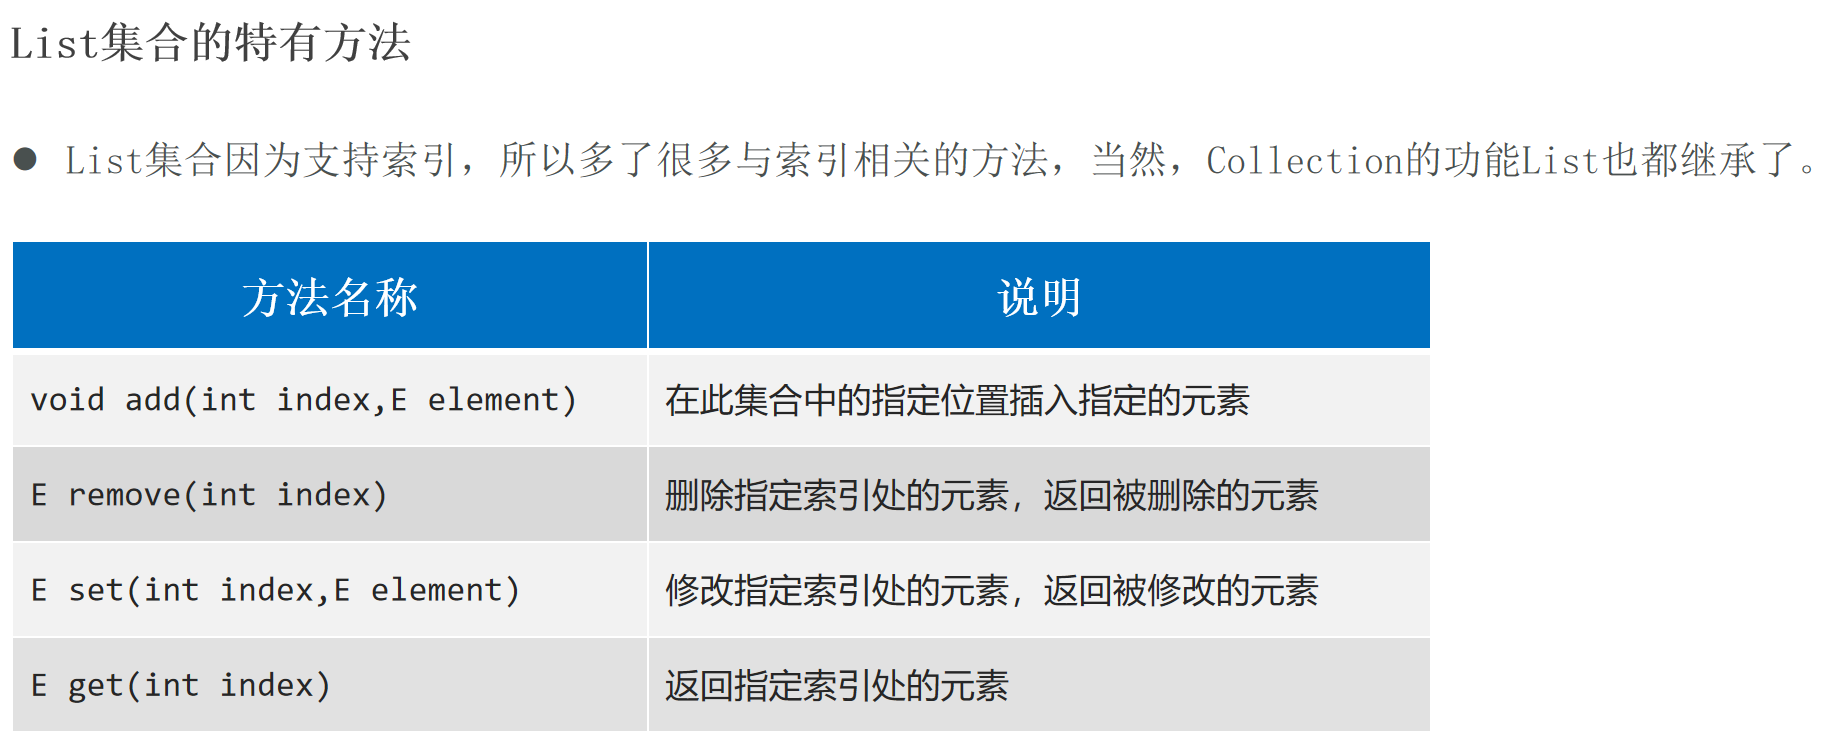 List集合的特有方法
● List集合因为支持索引，所以多了很多与索引相关的方法，当然，Collection的功能List也都继承了。
方法名称 说明
void add(int index,E element) 在此集合中的指定位置插入指定的元素
E remove(int index) 删除指定索引处的元素，返回被删除的元素
E set(int index,E element) 修改指定索引处的元素，返回被修改的元素
E get(int index) 返回指定索引处的元素